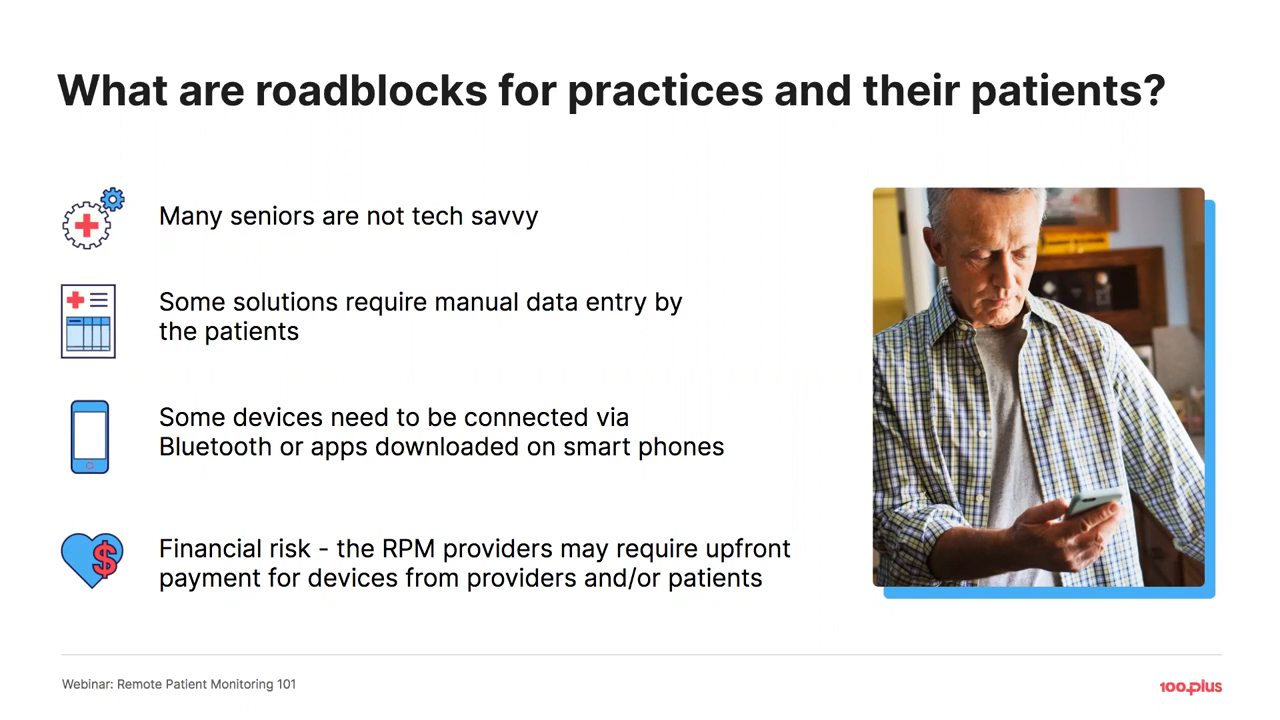 What are roadblocks for practices and their patients?
Many seniors are not tech savvy
Some solutions require manual data entry by
the patients
Some devices need to be connected via
Bluetooth or apps downloaded on smart phones
$
Financial risk - the RPM providers may require upfront
payment for devices from providers and/or patients
Webinar: Remote Patient Monitoring 101
100plus